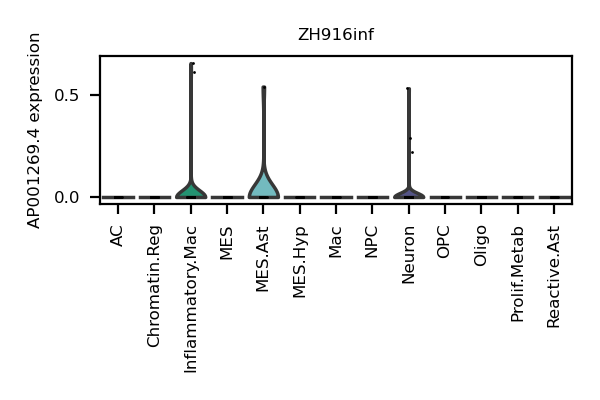 ZH916inf
AP001269.4 expression
0.5
0.0
AC
Chromatin.Reg
Inflammatory.Mac
MES
MES.Ast
MES.Hyp
Mac
NPC
Neuron
OPC
Oligo
Prolif.Metab
Reactive.Ast